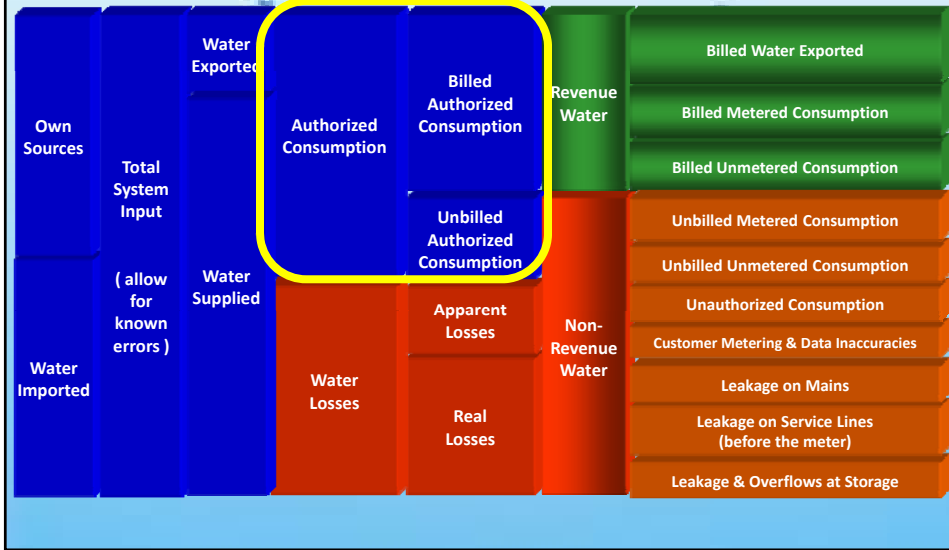 Own
Sources
Water
Imported
Total
System
Input
( allow
for
known
errors )
Water
Exported
Water
Supplied
Authorized
Consumption
Water
Losses
Billed
Authorized
Consumption
Unbilled
Authorized
Consumption
Apparent
Losses
Real
Losses
Revenue
Water
Non-
Revenue
Water
Billed Water Exported
Billed Metered Consumption
Billed Unmetered Consumption
Unbilled Metered Consumption
Unbilled Unmetered Consumption
Unauthorized Consumption
Customer Metering & Data Inaccuracies
Leakage on Mains
Leakage on Service Lines
(before the meter)
Leakage & Overflows at Storage